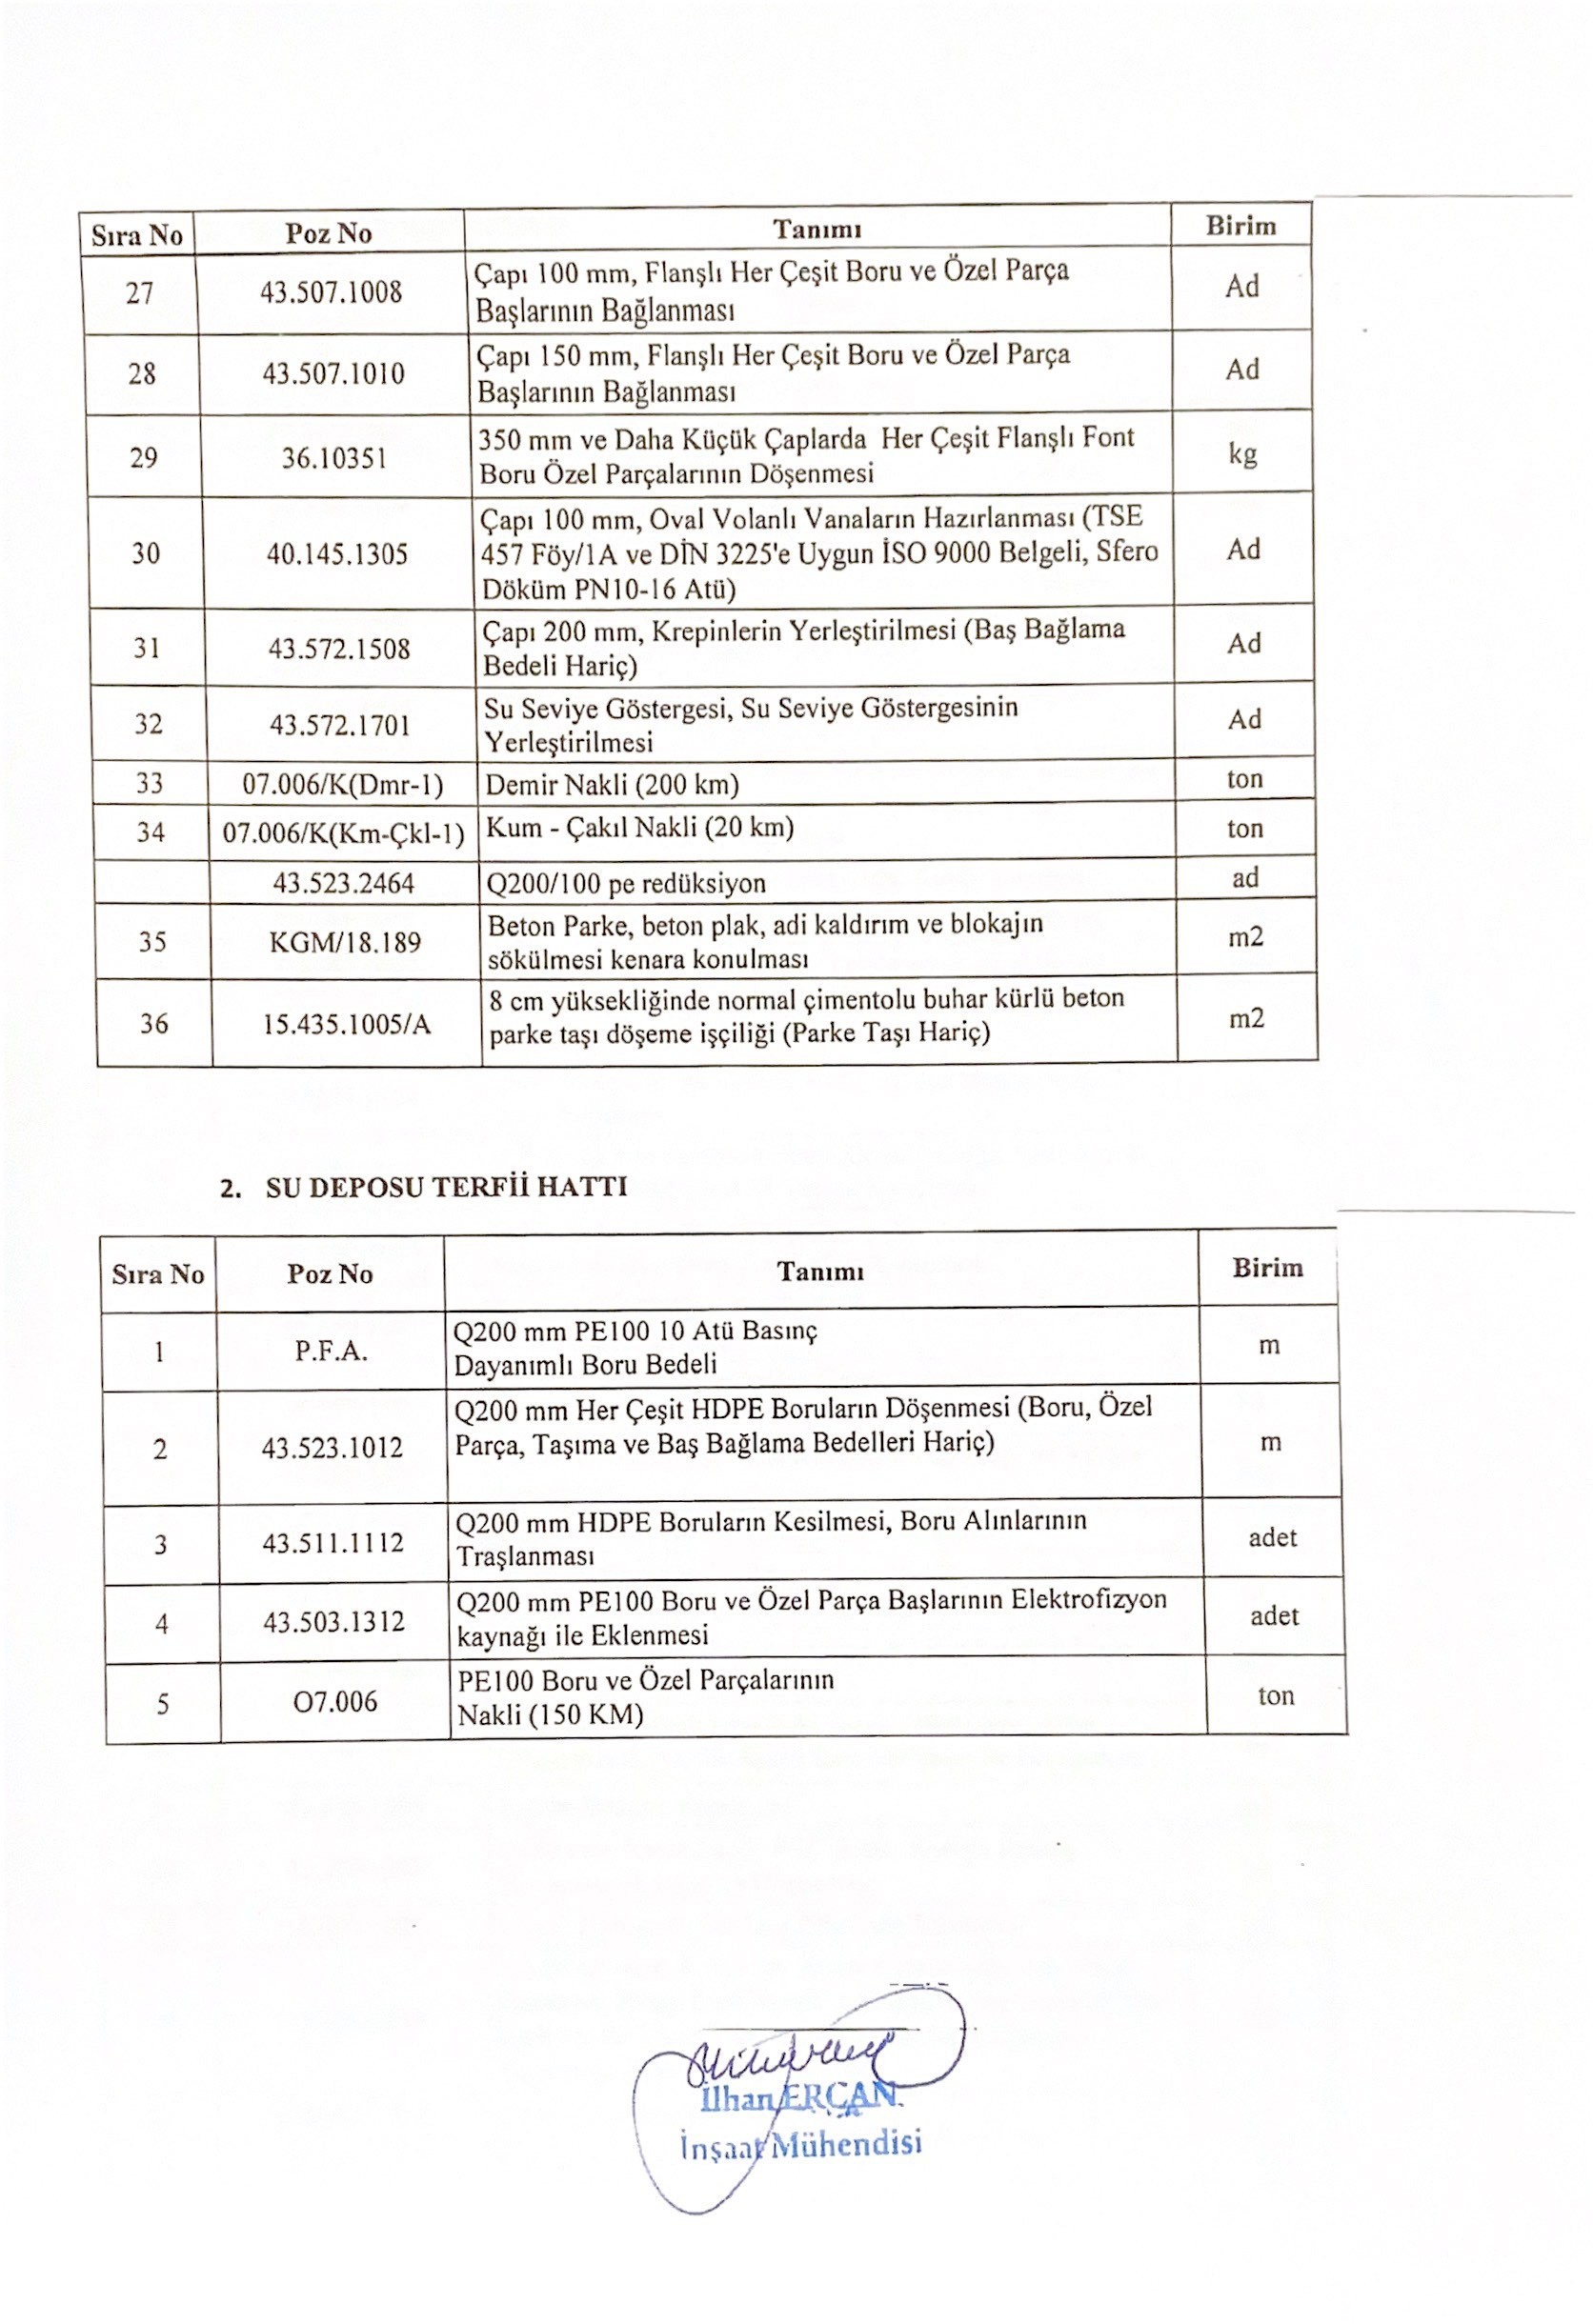 Sıra No Poz No Tanımı Birim
27 43.507.1008 Çapı 100 mm, Flanşlı Her Çeşit Boru ve Özel Parça Ad
Başlarının Bağlanması
28 43.507.1010 Çapı 150 mm, Flanşlı Her Çeşit Boru ve Özel Parça Ad
Başlarının Bağlanması
29 36.10351 350 mm ve Daha Küçük Çaplarda Her Çeşit Flanşlı Font kg
Boru Özel Parçalarının Döşenmesi
Çapı 100 mm, Oval Volanlı Vanaların Hazırlanması (TSE
30 40.145.1305 457 Föy/1A ve DİN 3225'e Uygun İSO 9000 Belgeli, Sfero Ad
Döküm PN10-16 Atü)
31 43.572.1508 Çapı 200 mm, Krepinlerin Yerleştirilmesi (Baş Bağlama Ad
Bedeli Hariç)
32 43.572.1701 Su Seviye Göstergesi, Su Seviye Göstergesinin Ad
Yerleştirilmesi
33 07.006/K(Dmr-1) Demir Nakli (200 km) ton
34 07.006/K(Km-Çkl-1) Kum - Çakıl Nakli (20 km) ton
43.523.2464 Q200/100 pe redüksiyon ad
35 KGM/18.189 Beton Parke, beton plak, adi kaldırım ve blokajın m2
sökülmesi kenara konulması
36 15.435.1005/A 8 cm yüksekliğinde normal çimentolu buhar kürlü beton m2
parke taşı döşeme işçiliği (Parke Taşı Hariç)
2. SU DEPOSU TERFİİ HATTI
Sıra No Poz No Tanımı Birim
1 P.F.A. Q200 mm PE100 10 Atü Basınç m
Dayanımlı Boru Bedeli
2 43.523.1012 Q200 mm Her Çeşit HDPE Boruların Döşenmesi (Boru, Özel m
Parça, Taşıma ve Baş Bağlama Bedelleri Hariç)
3 43.511.1112 Q200 mm HDPE Boruların Kesilmesi, Boru Alınlarının adet
Traşlanması
4 43.503.1312 Q200 mm PE100 Boru ve Özel Parça Başlarının Elektrofizyon adet
kaynağı ile Eklenmesi
5 O7.006 PE100 Boru ve Özel Parçalarının ton
Nakli (150 KM)
İlhan ERCAN
İnşaat Mühendisi